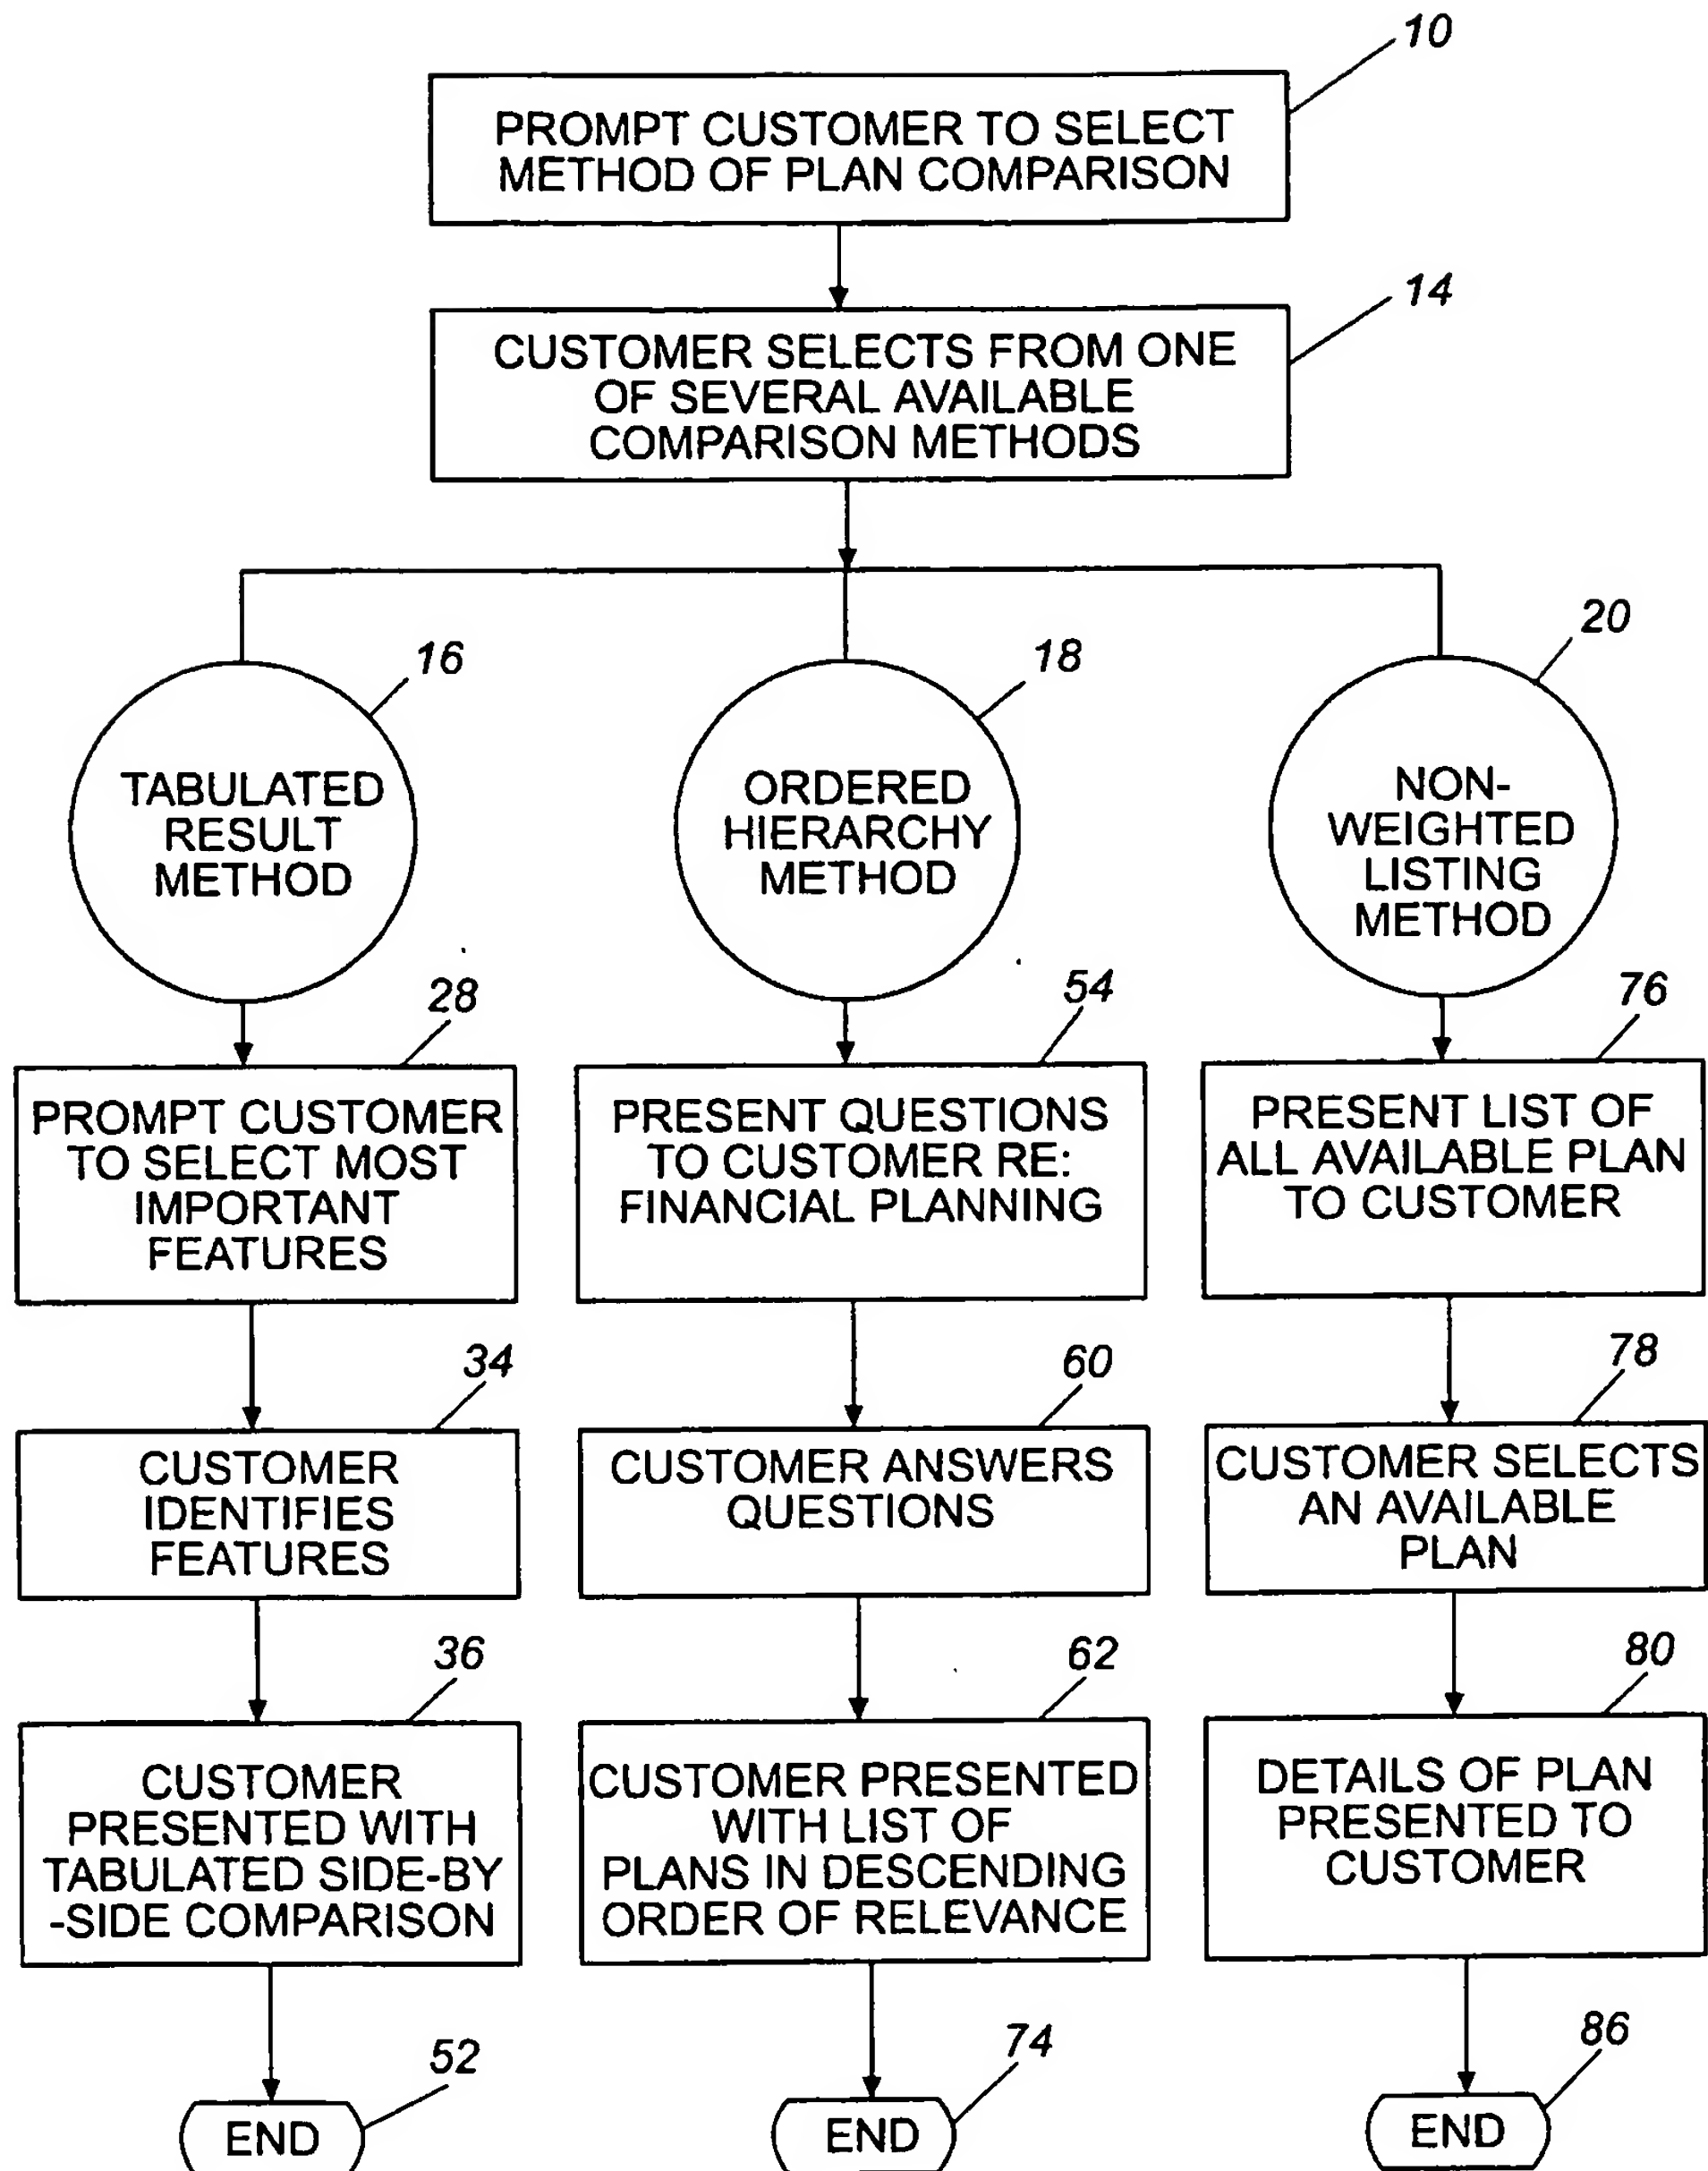 10
PROMPT CUSTOMER TO SELECT
METHOD OF PLAN COMPARISON
14
CUSTOMER SELECTS FROM ONE
OF SEVERAL AVAILABLE
COMPARISON METHODS
16
TABULATED
RESULT
METHOD
18
ORDERED
HIERARCHY
METHOD
20
NON-
WEIGHTED
LISTING
METHOD
28
PROMPT CUSTOMER
TO SELECT MOST
IMPORTANT
FEATURES
54
PRESENT QUESTIONS
TO CUSTOMER RE:
FINANCIAL PLANNING
76
PRESENT LIST OF
ALL AVAILABLE PLAN
TO CUSTOMER
34
CUSTOMER
IDENTIFIES
FEATURES
60
CUSTOMER ANSWERS
QUESTIONS
78
CUSTOMER SELECTS
AN AVAILABLE
PLAN
36
CUSTOMER
PRESENTED WITH
TABULATED SIDE-BY
-SIDE COMPARISON
62
CUSTOMER PRESENTED
WITH LIST OF
PLANS IN DESCENDING
ORDER OF RELEVANCE
80
DETAILS OF PLAN
PRESENTED TO
CUSTOMER
52
END
74
END
86
END